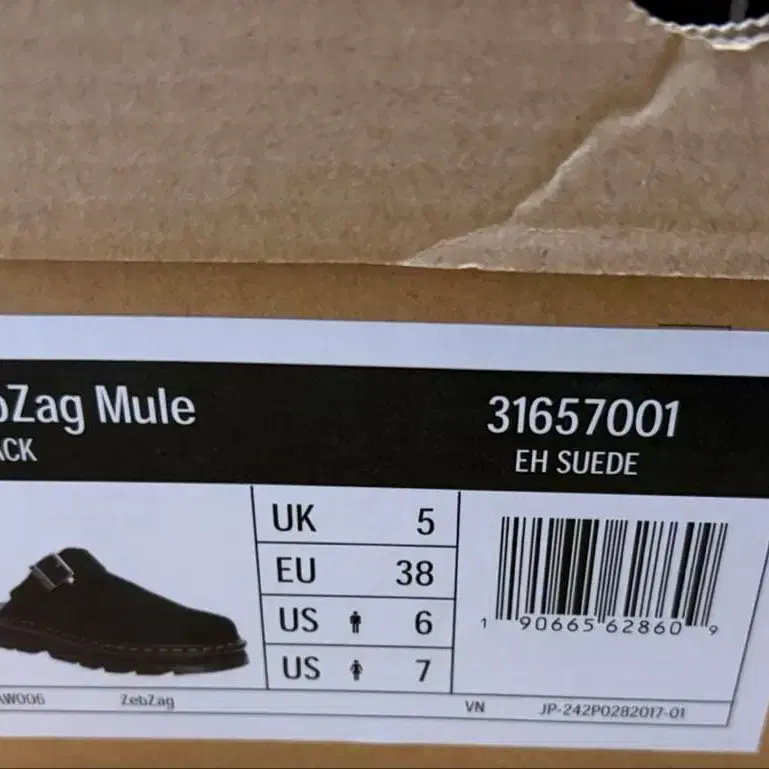 bZag Mule
ACK
31657001
EH SUEDE
UK 5
EU 38
US 6
US 7
1 90665 62860 9
AW006 ZebZag
VN JP-242P0282017-01